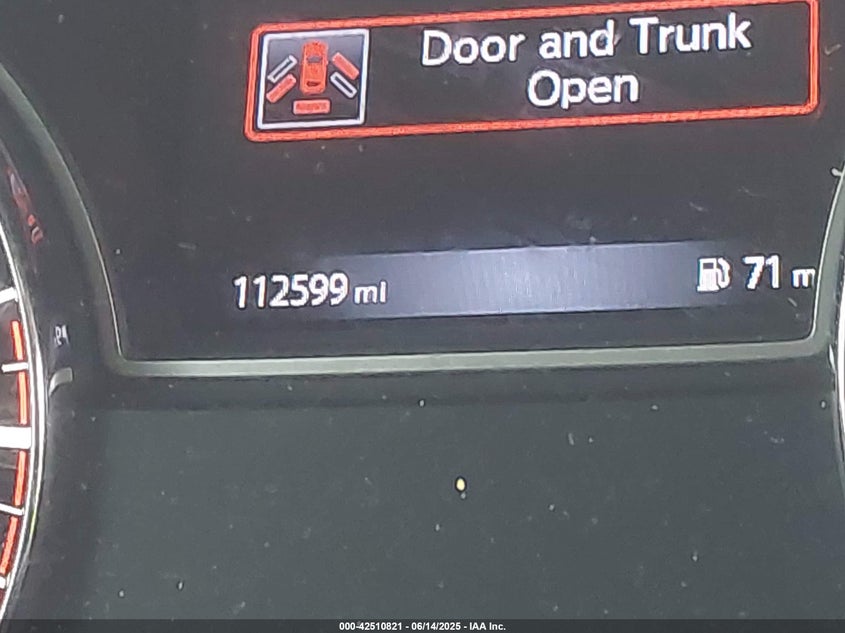 Door and Trunk
Open
112599 mi
71 m
000-42510821 - 06/14/2025 - IAA Inc.